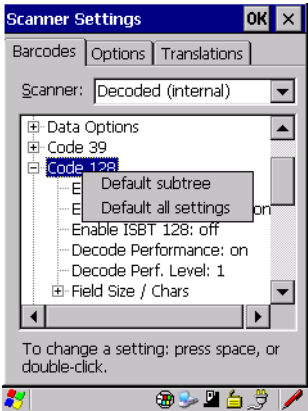 Scanner Settings OK
Barcodes Options Translations
Scanner: Decoded (internal)
Data Options
Code 39
Code 128
Default subtree
Default all settings
Enable ISBT 128: off
Decode Performance: on
Decode Perf. Level: 1
Field Size / Chars
To change a setting: press space, or
double-click.